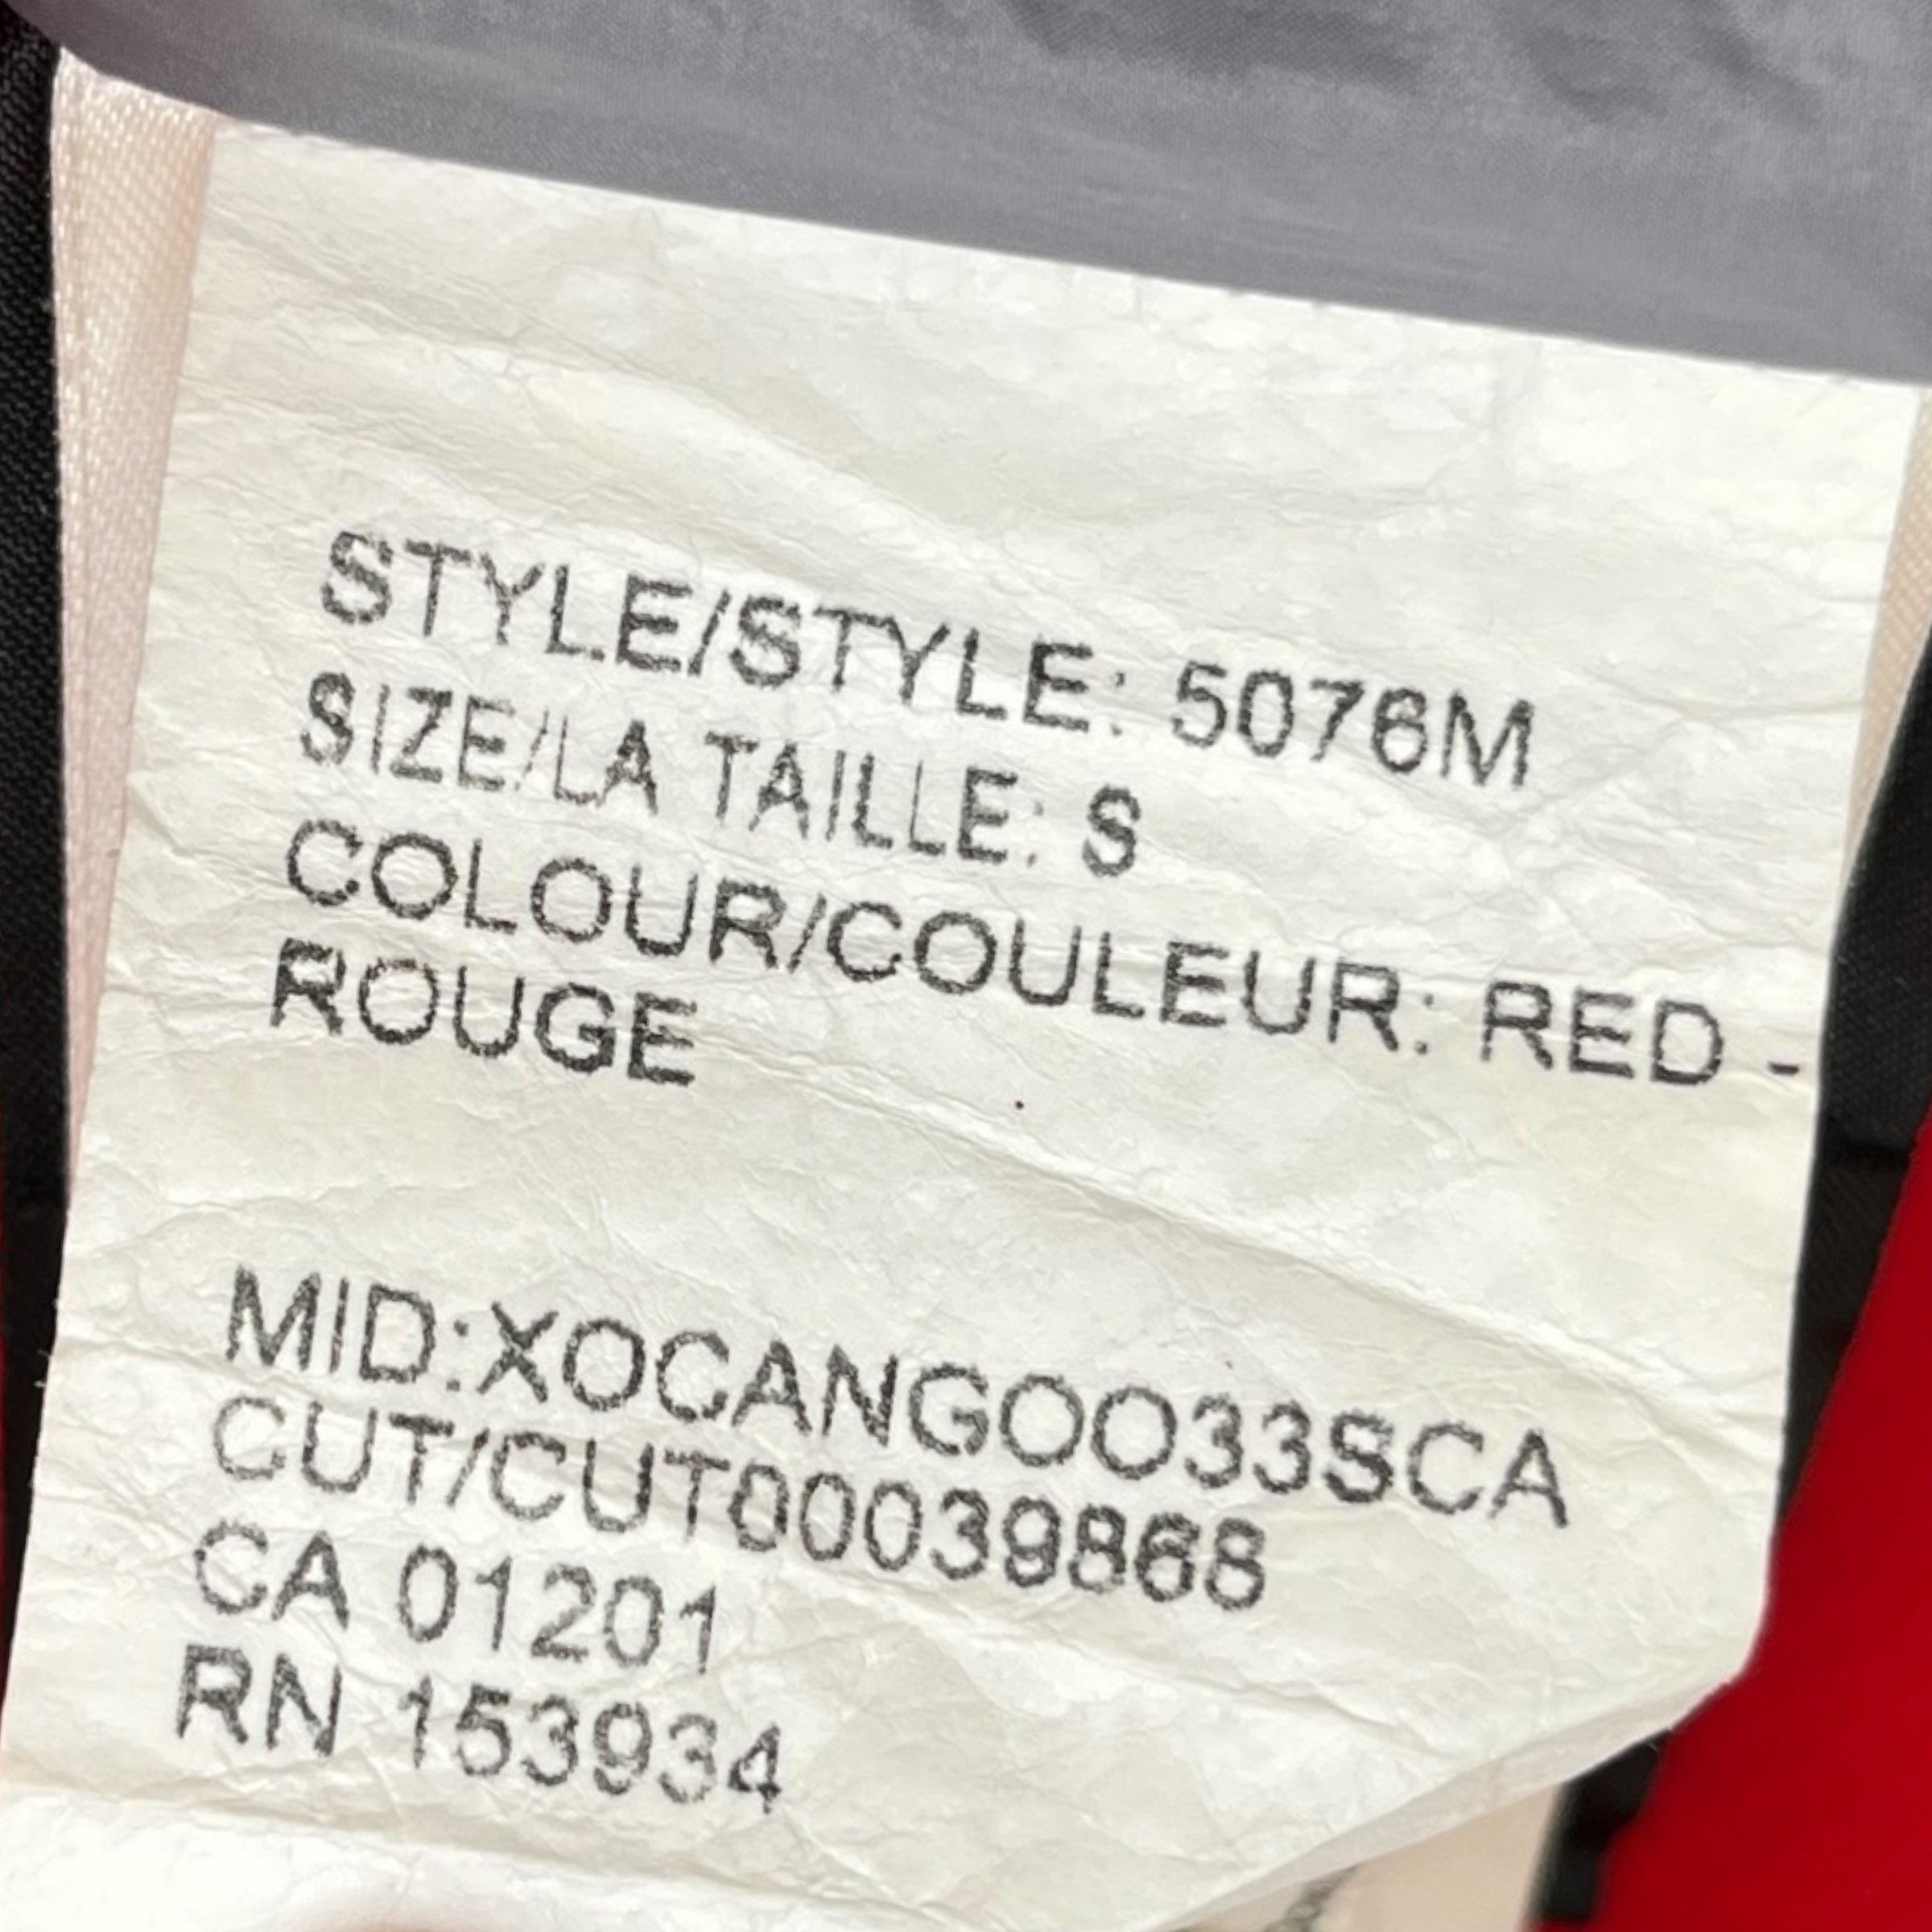 STYLE/STYLE: 5076M
SIZE/LA TAILLE: S
COLOUR/COULEUR: RED -
ROUGE
MID:XOCANGOO33SCA
CUT/CUT00039868
CA 01201
RN 153934